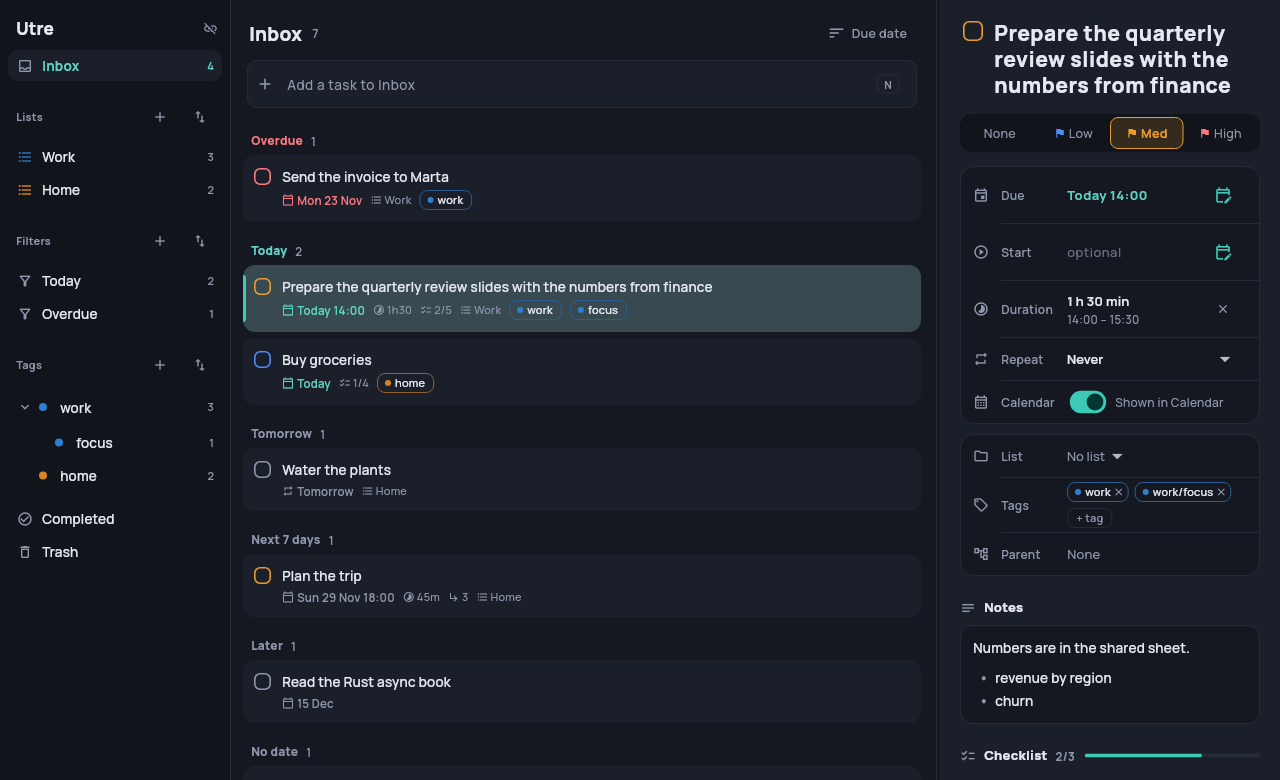 Utre
Inbox 4
Lists
Work 3
Home 2
Filters
Today 2
Overdue 1
Tags
work 3
focus 1
home 2
Completed
Trash
Inbox 7
Due date
Add a task to Inbox N
Overdue 1
Send the invoice to Marta
Mon 23 Nov Work work
Today 2
Prepare the quarterly review slides with the numbers from finance
Today 14:00 1h30 2/5 Work work focus
Buy groceries
Today 1/4 home
Tomorrow 1
Water the plants
Tomorrow Home
Next 7 days 1
Plan the trip
Sun 29 Nov 18:00 45m 3 Home
Later 1
Read the Rust async book
15 Dec
No date 1
Prepare the quarterly
review slides with the
numbers from finance
None Low Med High
Due Today 14:00
Start optional
Duration 1 h 30 min
14:00 – 15:30
Repeat Never
Calendar Shown in Calendar
List No list
Tags work × work/focus ×
+ tag
Parent None
Notes
Numbers are in the shared sheet.
• revenue by region
• churn
Checklist 2/3